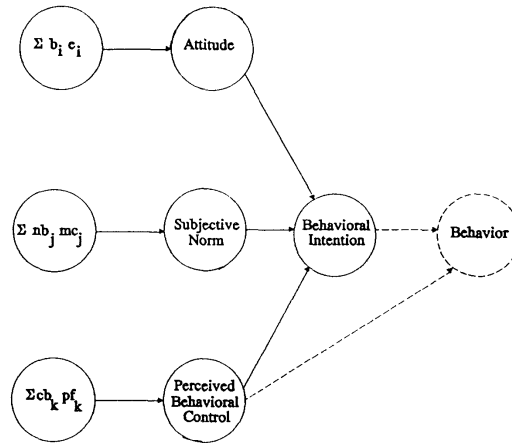 Σ b_i e_i
Attitude
Σ nb_j mc_j
Subjective
Norm
Behavioral
Intention
Behavior
Σcb_k pf_k
Perceived
Behavioral
Control